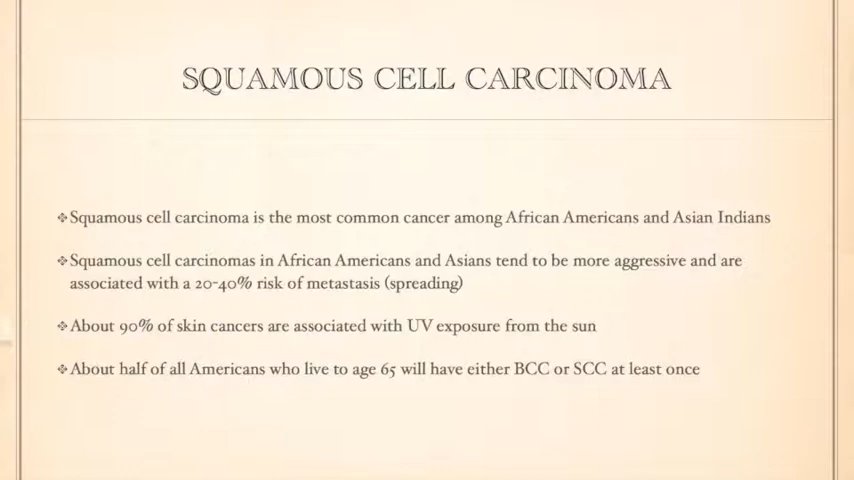 SQUAMOUS CELL CARCINOMA
❖Squamous cell carcinoma is the most common cancer among African Americans and Asian Indians
❖Squamous cell carcinomas in African Americans and Asians tend to be more aggressive and are
associated with a 20-40% risk of metastasis (spreading)
❖About 90% of skin cancers are associated with UV exposure from the sun
❖About half of all Americans who live to age 65 will have either BCC or SCC at least once